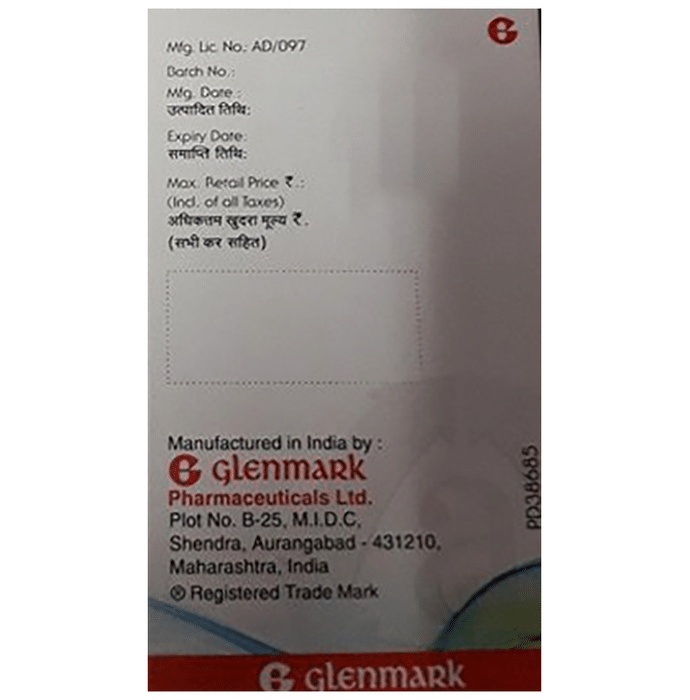 Mfg. Lic. No.: AD/097
Batch No.:
Mfg. Date :
उत्पादित तिथि:
Expiry Date:
समाप्ति तिथि:
Max. Retail Price ₹.:
(Incl. of all Taxes)
अधिकतम खुदरा मूल्य ₹.
(सभी कर सहित)
Manufactured in India by :
glenmark
Pharmaceuticals Ltd.
Plot No. B-25, M.I.D.C,
Shendra, Aurangabad - 431210,
Maharashtra, India
® Registered Trade Mark
PD38685
glenmark